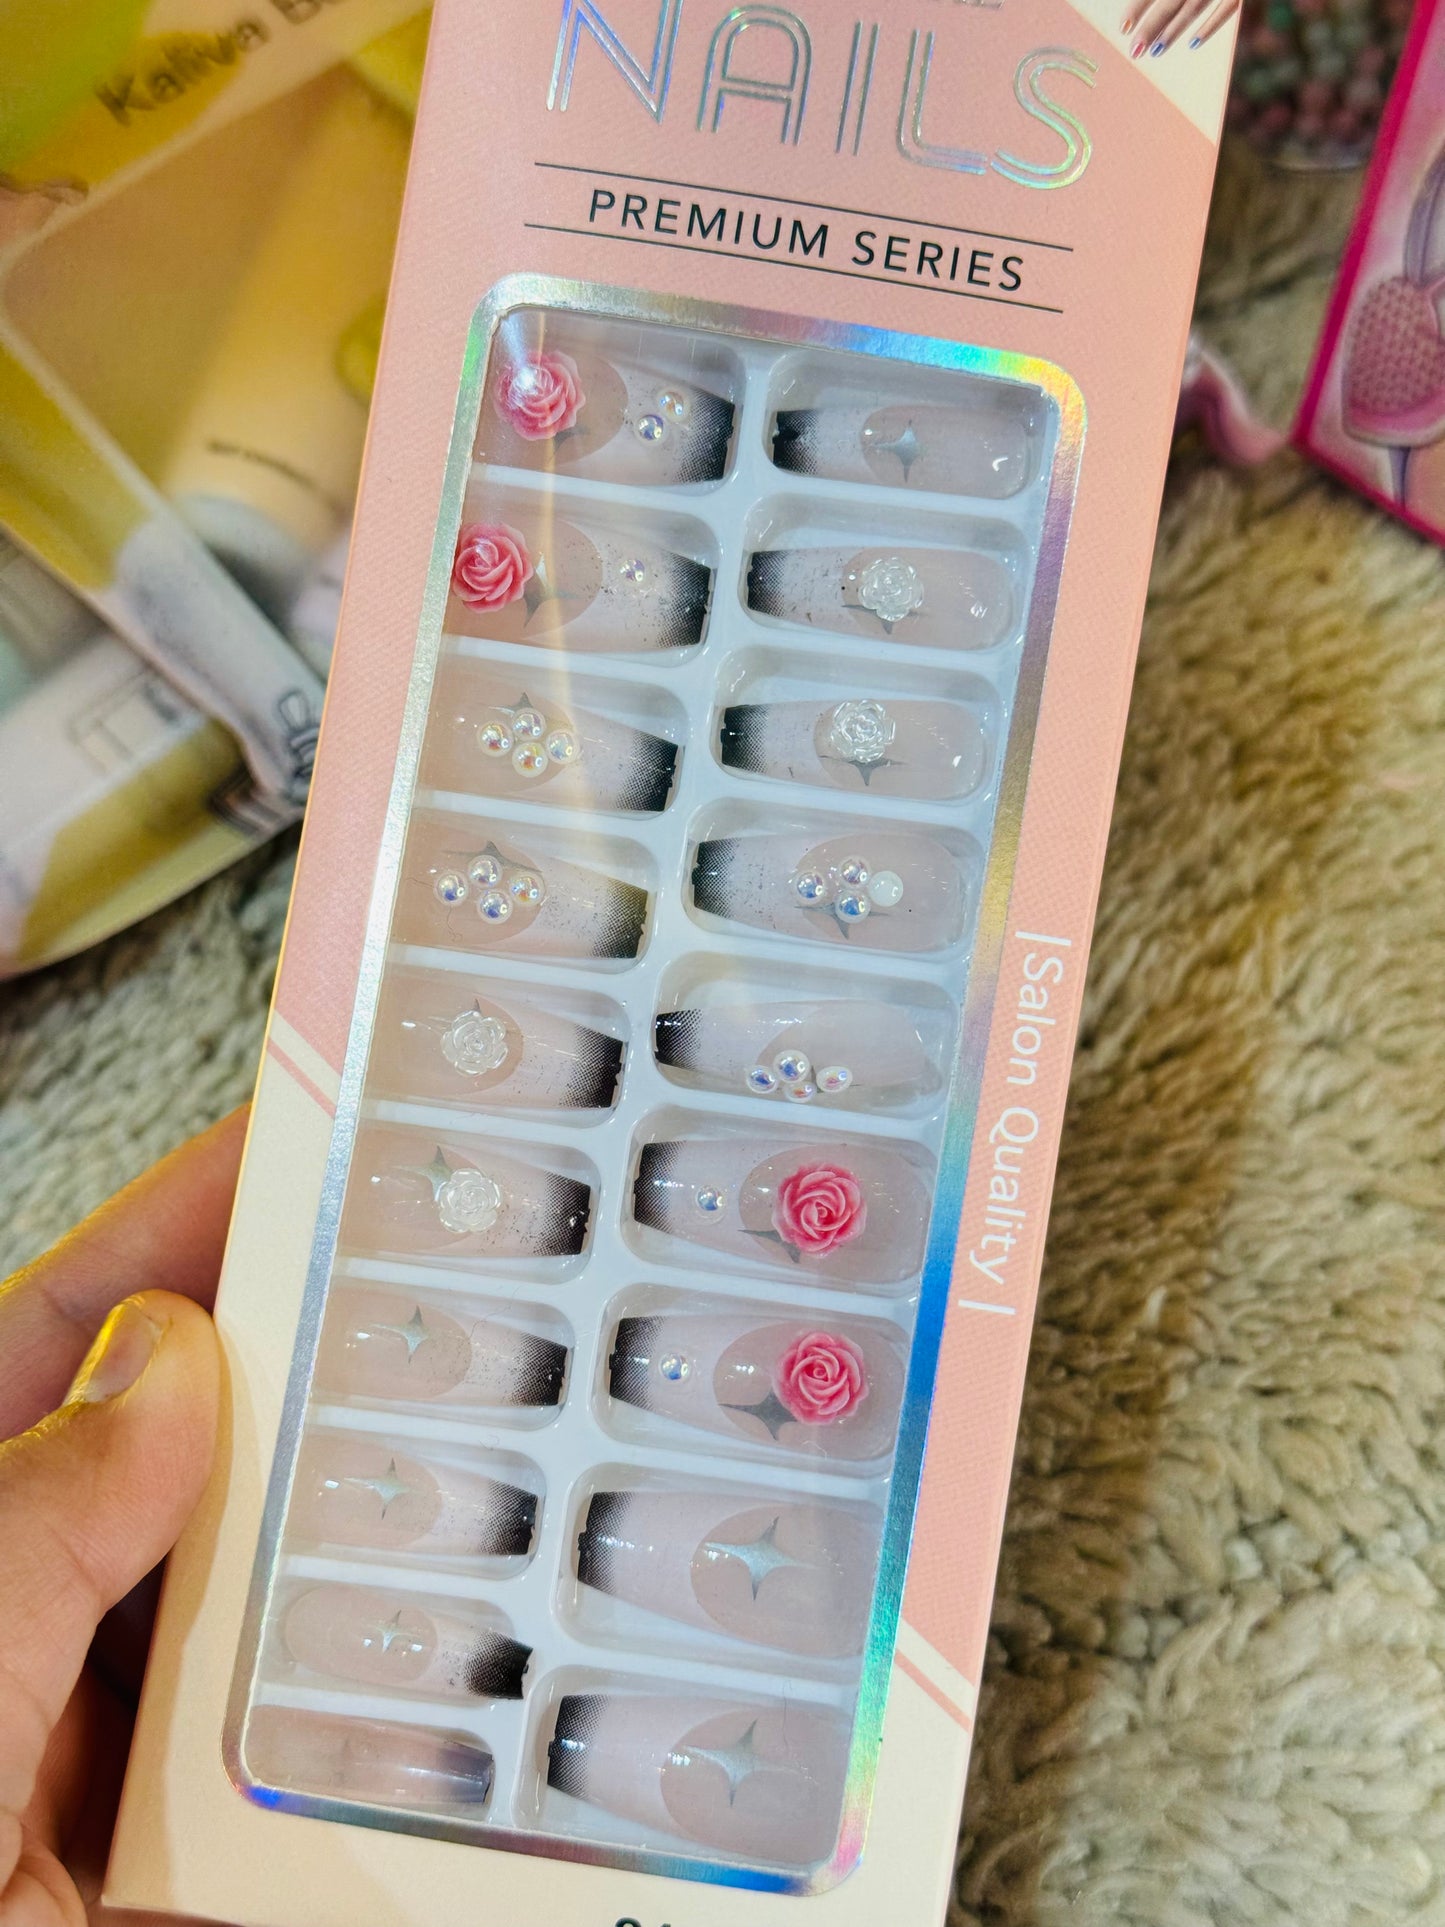 NAILS
PREMIUM SERIES
|Salon Quality|